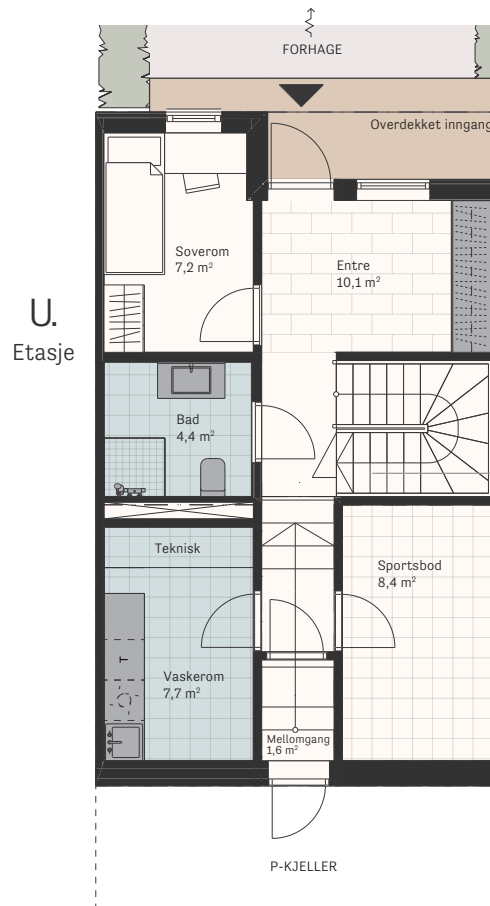 FORHAGE
Overdekket inngang
Soverom
7,2 m²
Entre
10,1 m²
U.
Etasje
Bad
4,4 m²
Teknisk
Sportsbod
8,4 m²
T
Vaskerom
7,7 m²
Mellomgang
1,6 m²
P-KJELLER